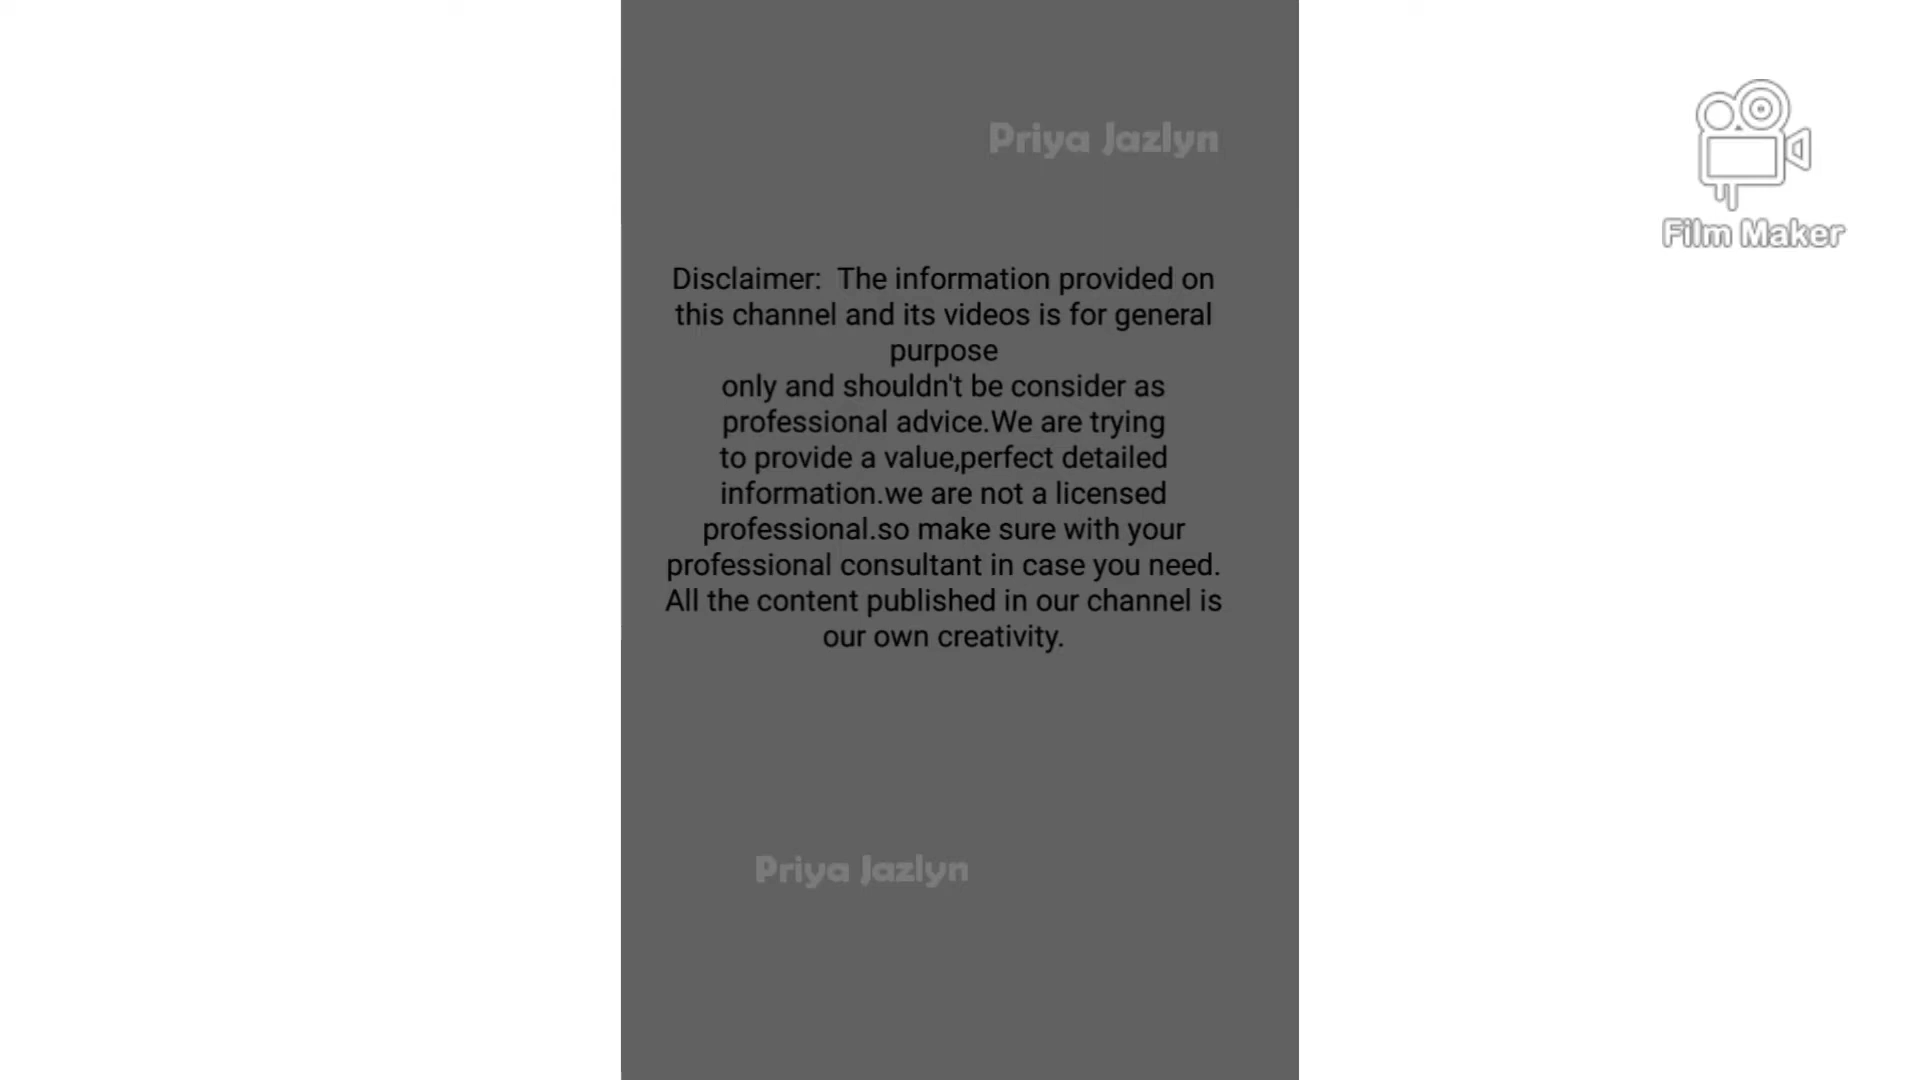 Priya Jazlyn
Film Maker
Disclaimer:  The information provided on
this channel and its videos is for general
purpose
only and shouldn't be consider as
professional advice.We are trying
to provide a value,perfect detailed
information.we are not a licensed
professional.so make sure with your
professional consultant in case you need.
All the content published in our channel is
our own creativity.
Priya Jazlyn